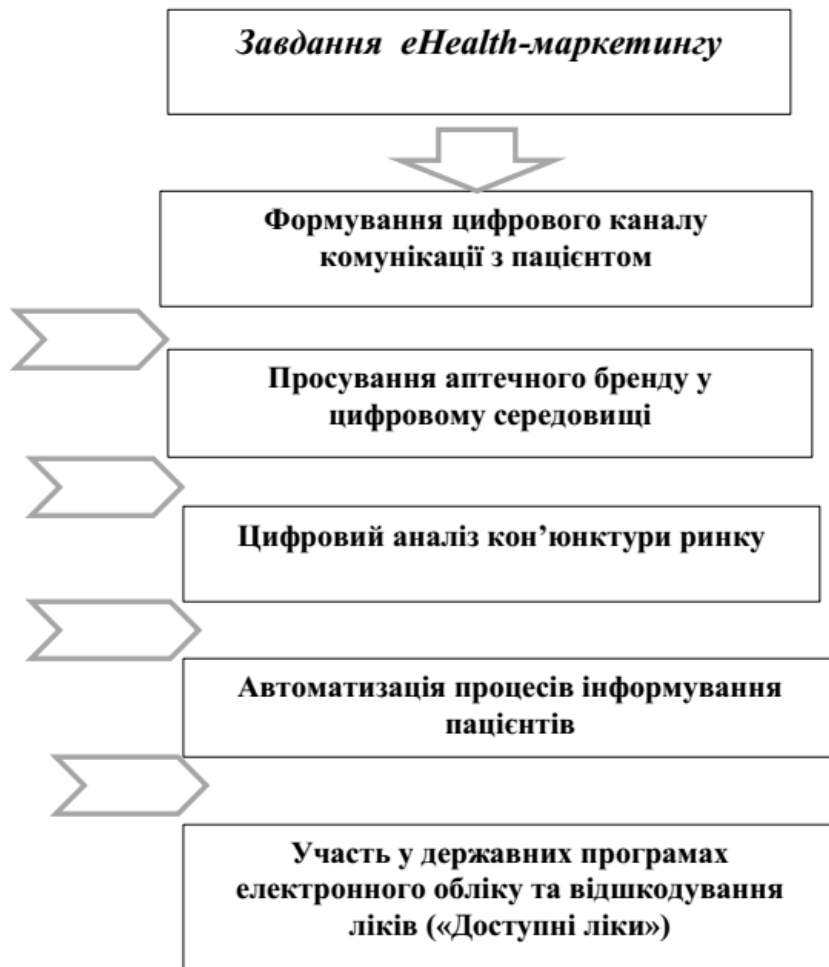 Завдання eHealth-маркетингу
Формування цифрового каналу
комунікації з пацієнтом
Просування аптечного бренду у
цифровому середовищі
Цифровий аналіз кон’юнктури ринку
Автоматизація процесів інформування
пацієнтів
Участь у державних програмах
електронного обліку та відшкодування
ліків («Доступні ліки»)